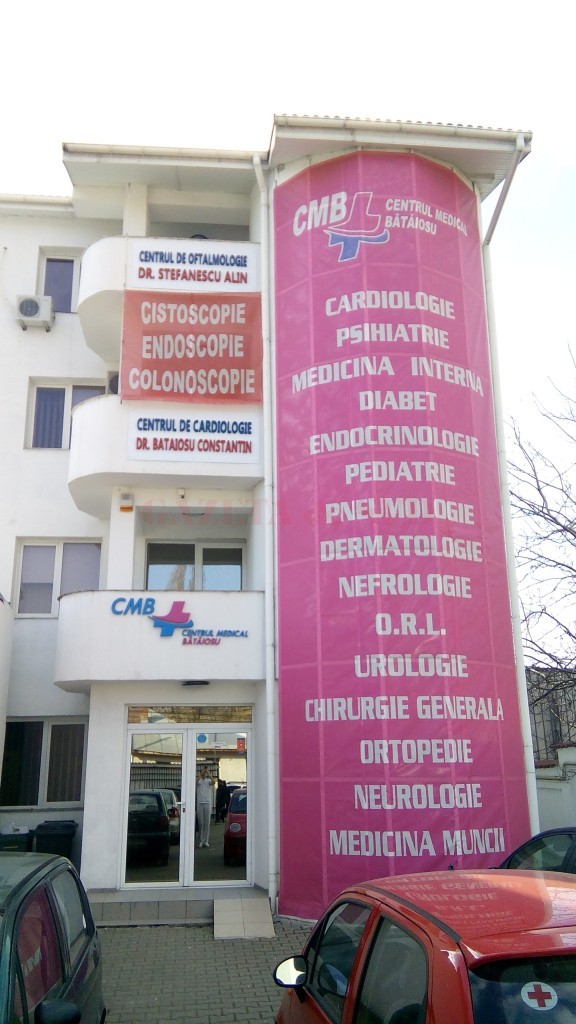 CENTRUL DE OFTALMOLOGIE
DR. STEFANESCU ALIN
CISTOSCOPIE
ENDOSCOPIE
COLONOSCOPIE
CENTRUL DE CARDIOLOGIE
DR. BATAIOSU CONSTANTIN
CMB
CENTRUL MEDICAL
BĂTĂIOSU
CMB
CENTRUL MEDICAL
BĂTĂIOSU
CARDIOLOGIE
PSIHIATRIE
MEDICINA INTERNA
DIABET
ENDOCRINOLOGIE
PEDIATRIE
PNEUMOLOGIE
DERMATOLOGIE
NEFROLOGIE
O.R.L.
UROLOGIE
CHIRURGIE GENERALA
ORTOPEDIE
NEUROLOGIE
MEDICINA MUNCII